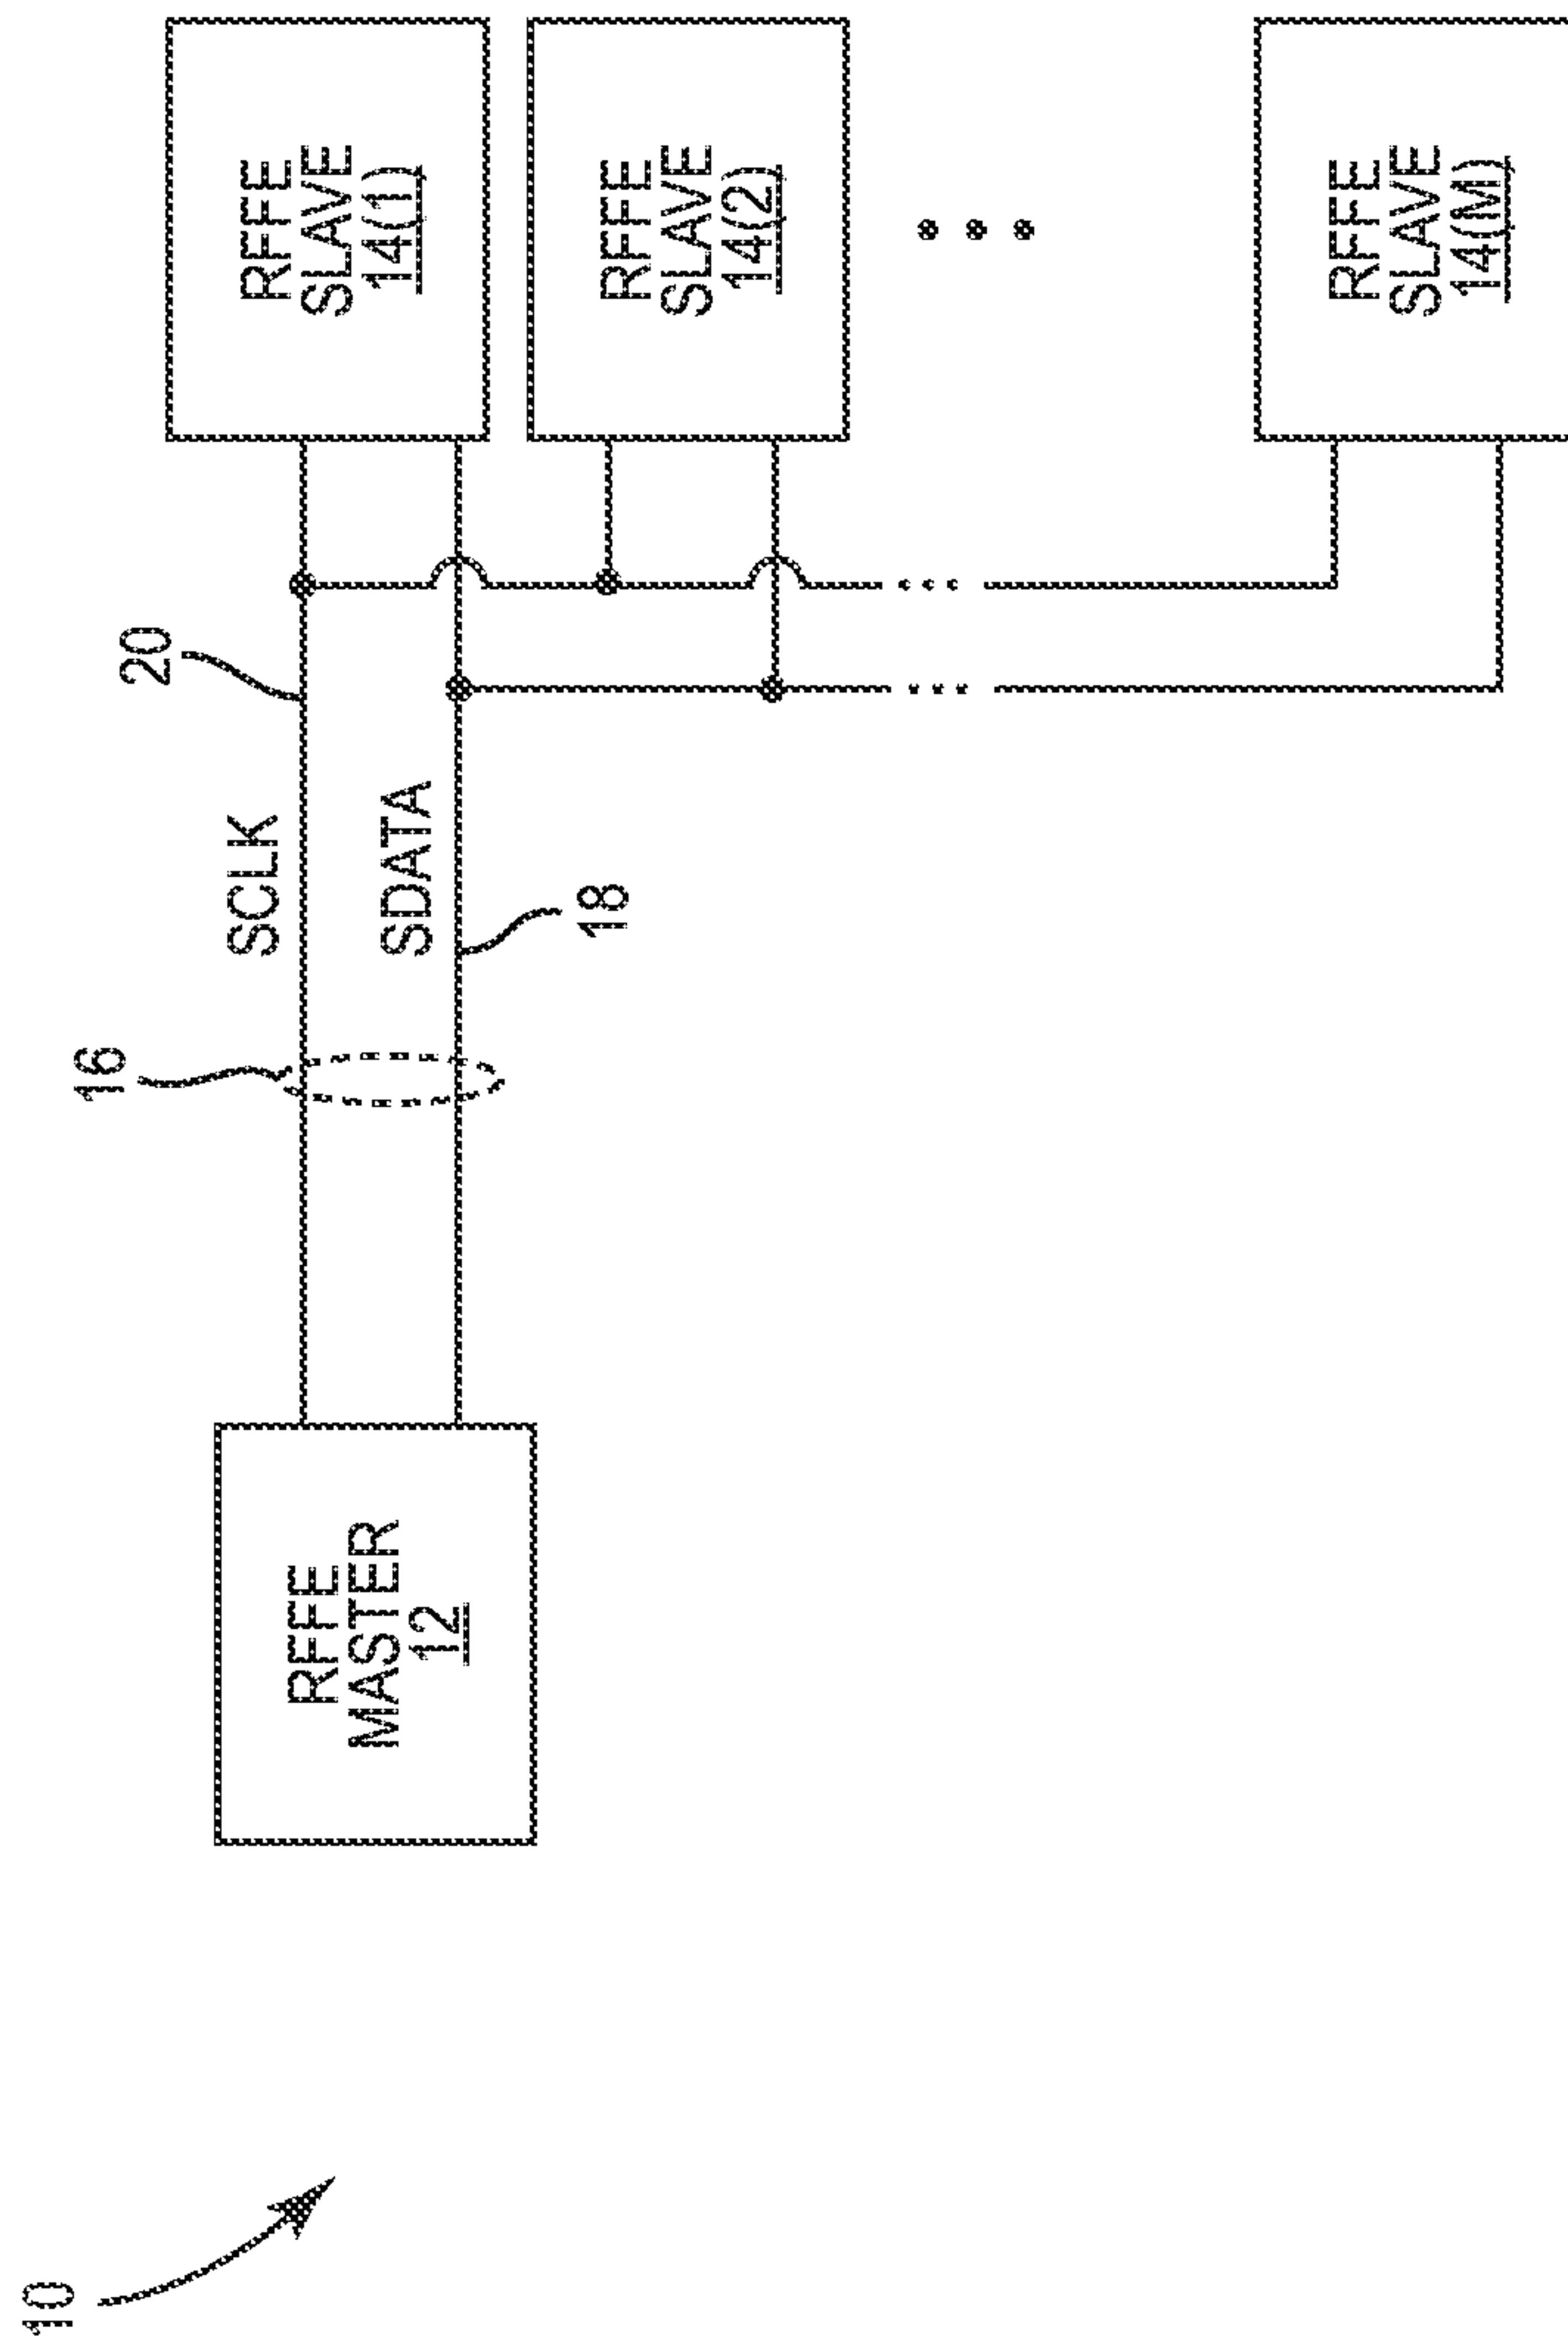 10
RFFE
MASTER
12
16
SCLK
20
SDATA
18
RFFE
SLAVE
14(1)
RFFE
SLAVE
14(2)
RFFE
SLAVE
14(M)